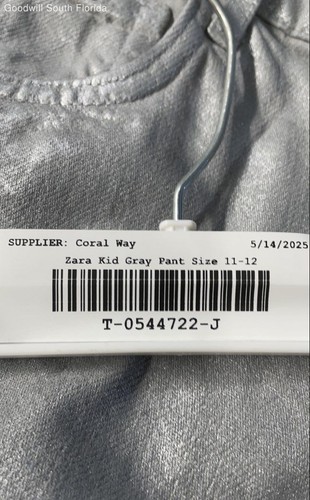 Goodwill South Florida
SUPPLIER: Coral Way 5/14/2025
Zara Kid Gray Pant Size 11-12
T-0544722-J